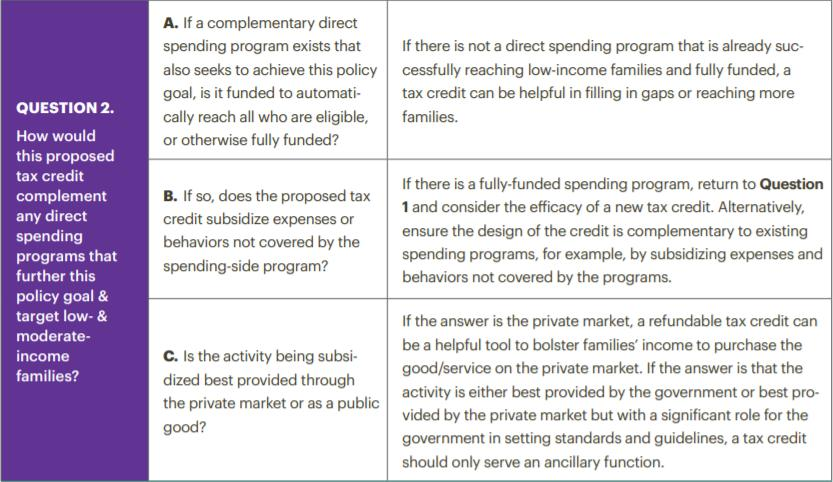 QUESTION 2.
How would
this proposed
tax credit
complement
any direct
spending
programs that
further this
policy goal &
target low- &
moderate-
income
families?
A. If a complementary direct
spending program exists that
also seeks to achieve this policy
goal, is it funded to automati-
cally reach all who are eligible,
or otherwise fully funded?
If there is not a direct spending program that is already suc-
cessfully reaching low-income families and fully funded, a
tax credit can be helpful in filling in gaps or reaching more
families.
B. If so, does the proposed tax
credit subsidize expenses or
behaviors not covered by the
spending-side program?
If there is a fully-funded spending program, return to Question
1 and consider the efficacy of a new tax credit. Alternatively,
ensure the design of the credit is complementary to existing
spending programs, for example, by subsidizing expenses and
behaviors not covered by the programs.
C. Is the activity being subsi-
dized best provided through
the private market or as a public
good?
If the answer is the private market, a refundable tax credit can
be a helpful tool to bolster families’ income to purchase the
good/service on the private market. If the answer is that the
activity is either best provided by the government or best pro-
vided by the private market but with a significant role for the
government in setting standards and guidelines, a tax credit
should only serve an ancillary function.